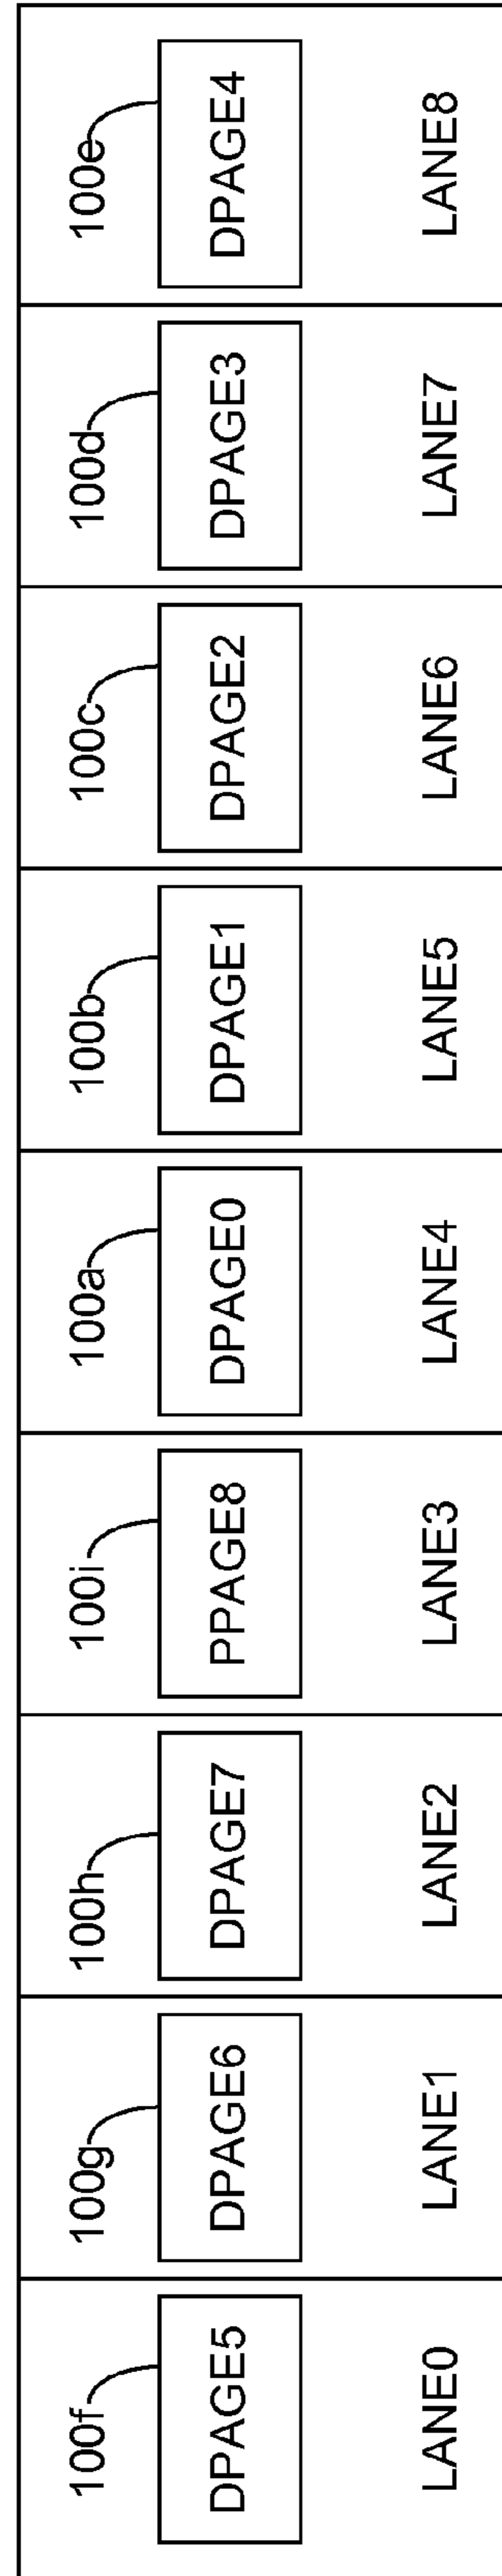 100f 100g 100h 100i 100a 100b 100c 100d 100e
DPAGE5 DPAGE6 DPAGE7 PPAGE8 DPAGE0 DPAGE1 DPAGE2 DPAGE3 DPAGE4
LANE0 LANE1 LANE2 LANE3 LANE4 LANE5 LANE6 LANE7 LANE8